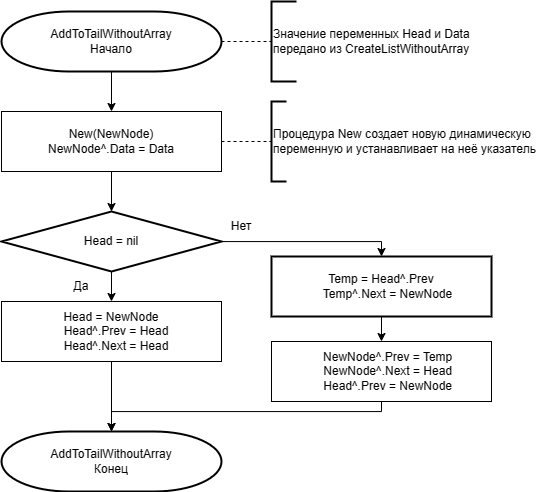 AddToTailWithoutArray
Начало
Значение переменных Head и Data
передано из CreateListWithoutArray
New(NewNode)
NewNode^.Data = Data
Процедура New создает новую динамическую
переменную и устанавливает на неё указатель
Head = nil
Нет
Да
Temp = Head^.Prev
Temp^.Next = NewNode
Head = NewNode
Head^.Prev = Head
Head^.Next = Head
NewNode^.Prev = Temp
NewNode^.Next = Head
Head^.Prev = NewNode
AddToTailWithoutArray
Конец